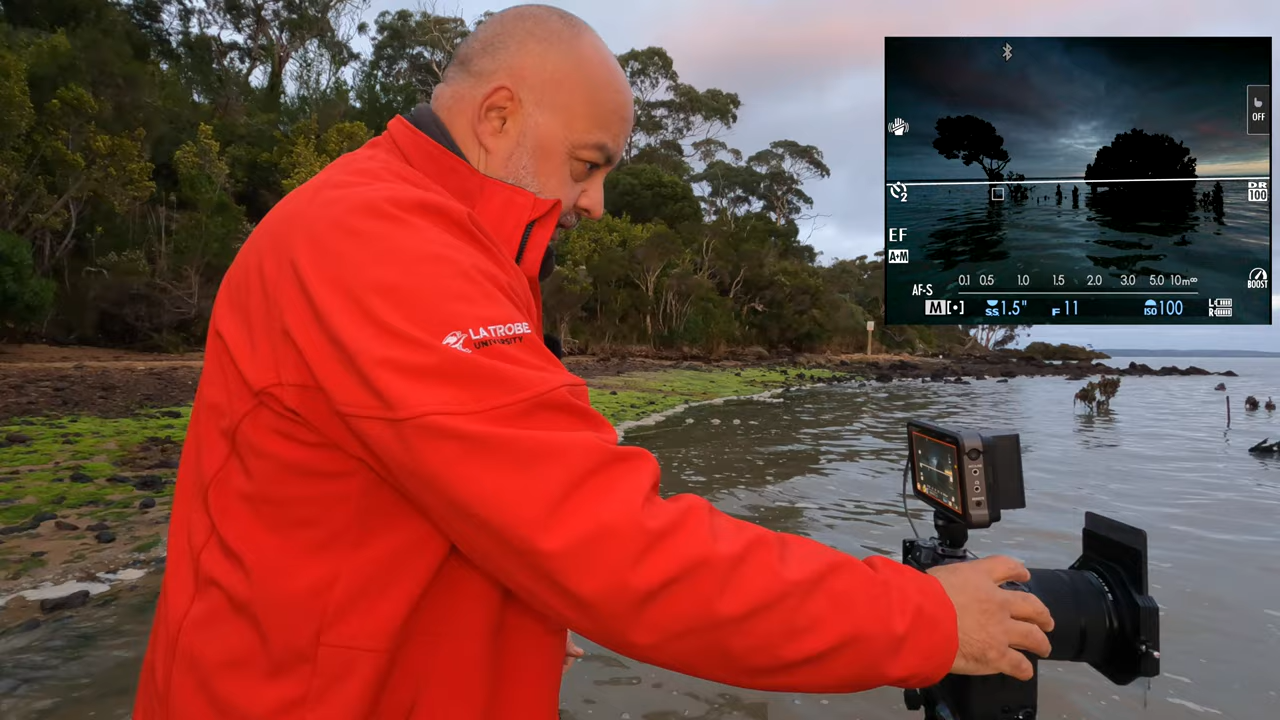 LA TROBE
UNIVERSITY
OFF
2
DR
100
EF
A+M
0.1 0.5 1.0 1.5 2.0 3.0 5.0 10m∞
AF-S
BOOST
M[•] SS 1.5" F 11 ISO 100
L
R